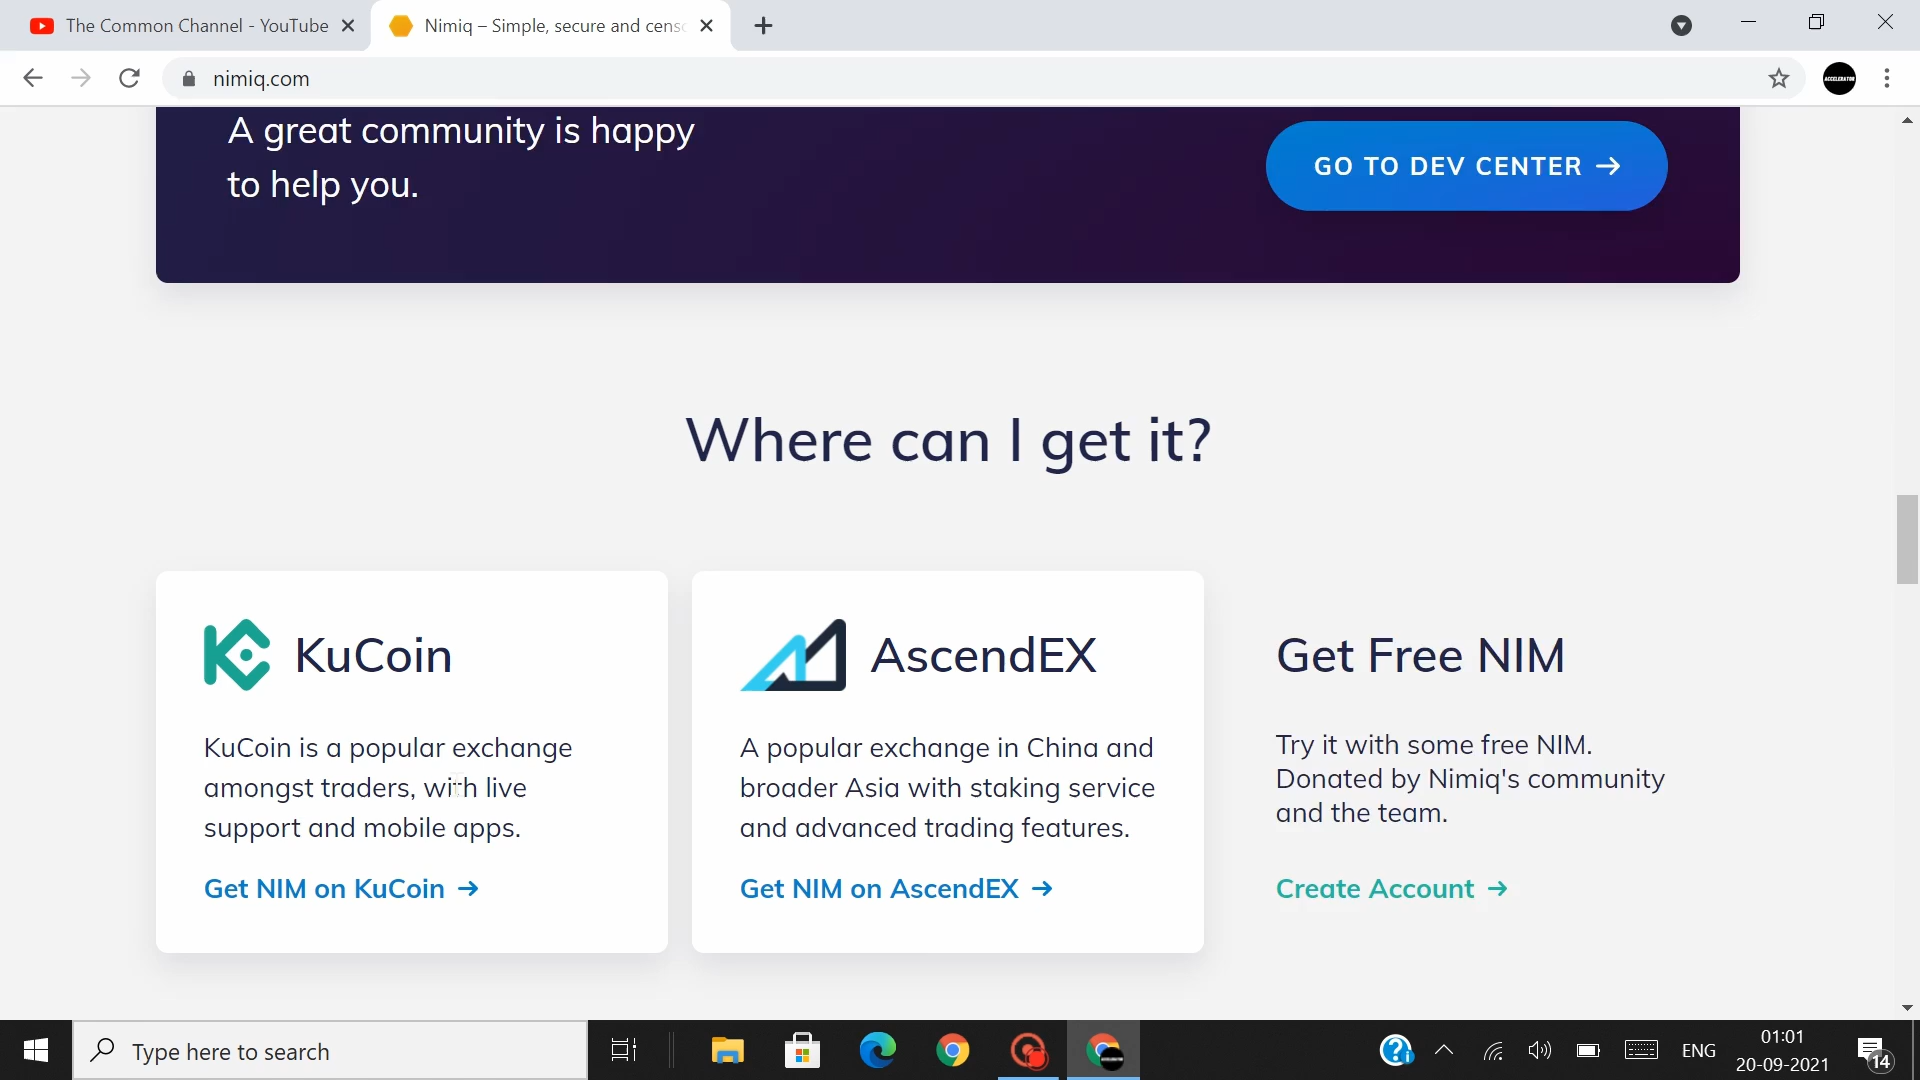 The Common Channel - YouTube
Nimiq – Simple, secure and censo
nimiq.com
ACCELERATOR
A great community is happy
to help you.
GO TO DEV CENTER →
Where can I get it?
KuCoin
KuCoin is a popular exchange
amongst traders, with live
support and mobile apps.
Get NIM on KuCoin →
AscendEX
A popular exchange in China and
broader Asia with staking service
and advanced trading features.
Get NIM on AscendEX →
Get Free NIM
Try it with some free NIM.
Donated by Nimiq's community
and the team.
Create Account →
Type here to search
ENG
01:01
20-09-2021
14